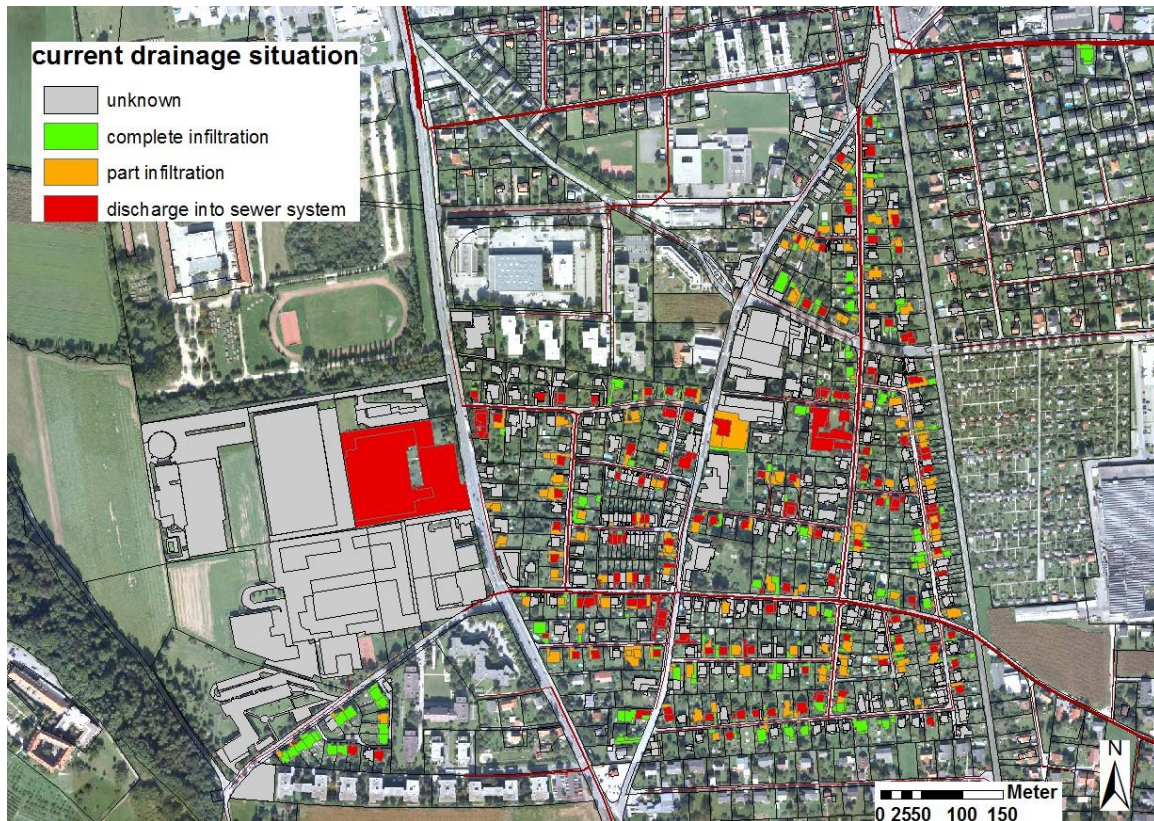 current drainage situation
unknown
complete infiltration
part infiltration
discharge into sewer system
N
Meter
0 2550 100 150